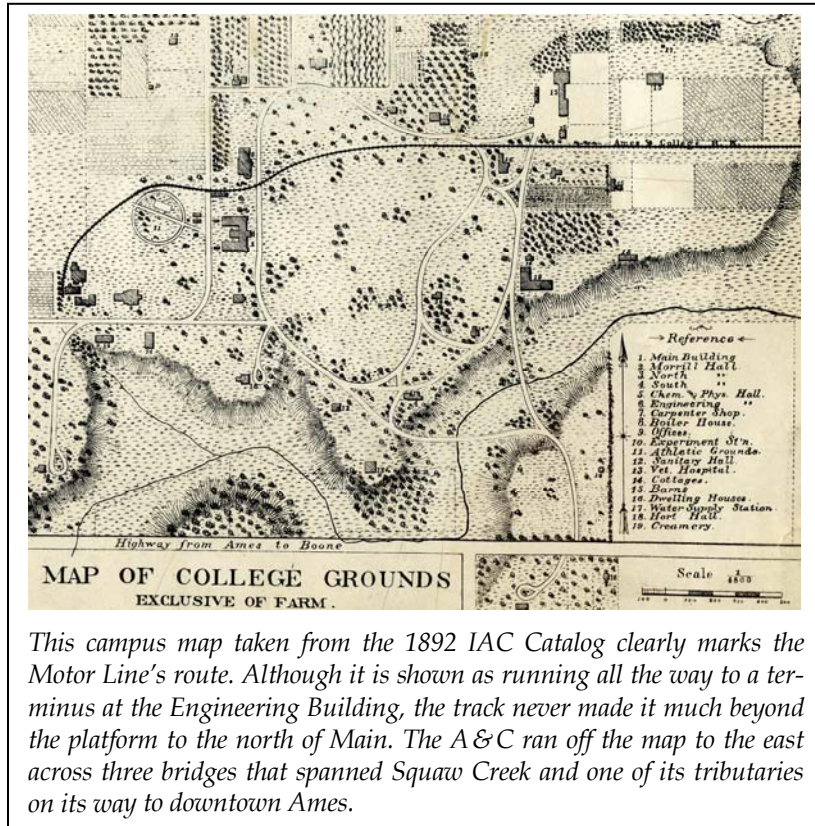 Ames & College R. R.
Reference
1. Main Building
2. Morrill Hall
3. North "
4. South "
5. Chem. & Phys. Hall.
6. Engineering "
7. Carpenter Shop.
8. Boiler House.
9. Offices.
10. Experiment St'n.
11. Athletic Grounds.
12. Sanitary Hall.
13. Vet. Hospital.
14. Cottages.
15. Barns
16. Dwelling Houses.
17. Water Supply Station.
18. Hort Hall.
19. Creamery.
Highway from Ames to Boone
MAP OF COLLEGE GROUNDS
EXCLUSIVE OF FARM.
Scale 1/4800
This campus map taken from the 1892 IAC Catalog clearly marks the
Motor Line's route. Although it is shown as running all the way to a ter-
minus at the Engineering Building, the track never made it much beyond
the platform to the north of Main. The A&C ran off the map to the east
across three bridges that spanned Squaw Creek and one of its tributaries
on its way to downtown Ames.